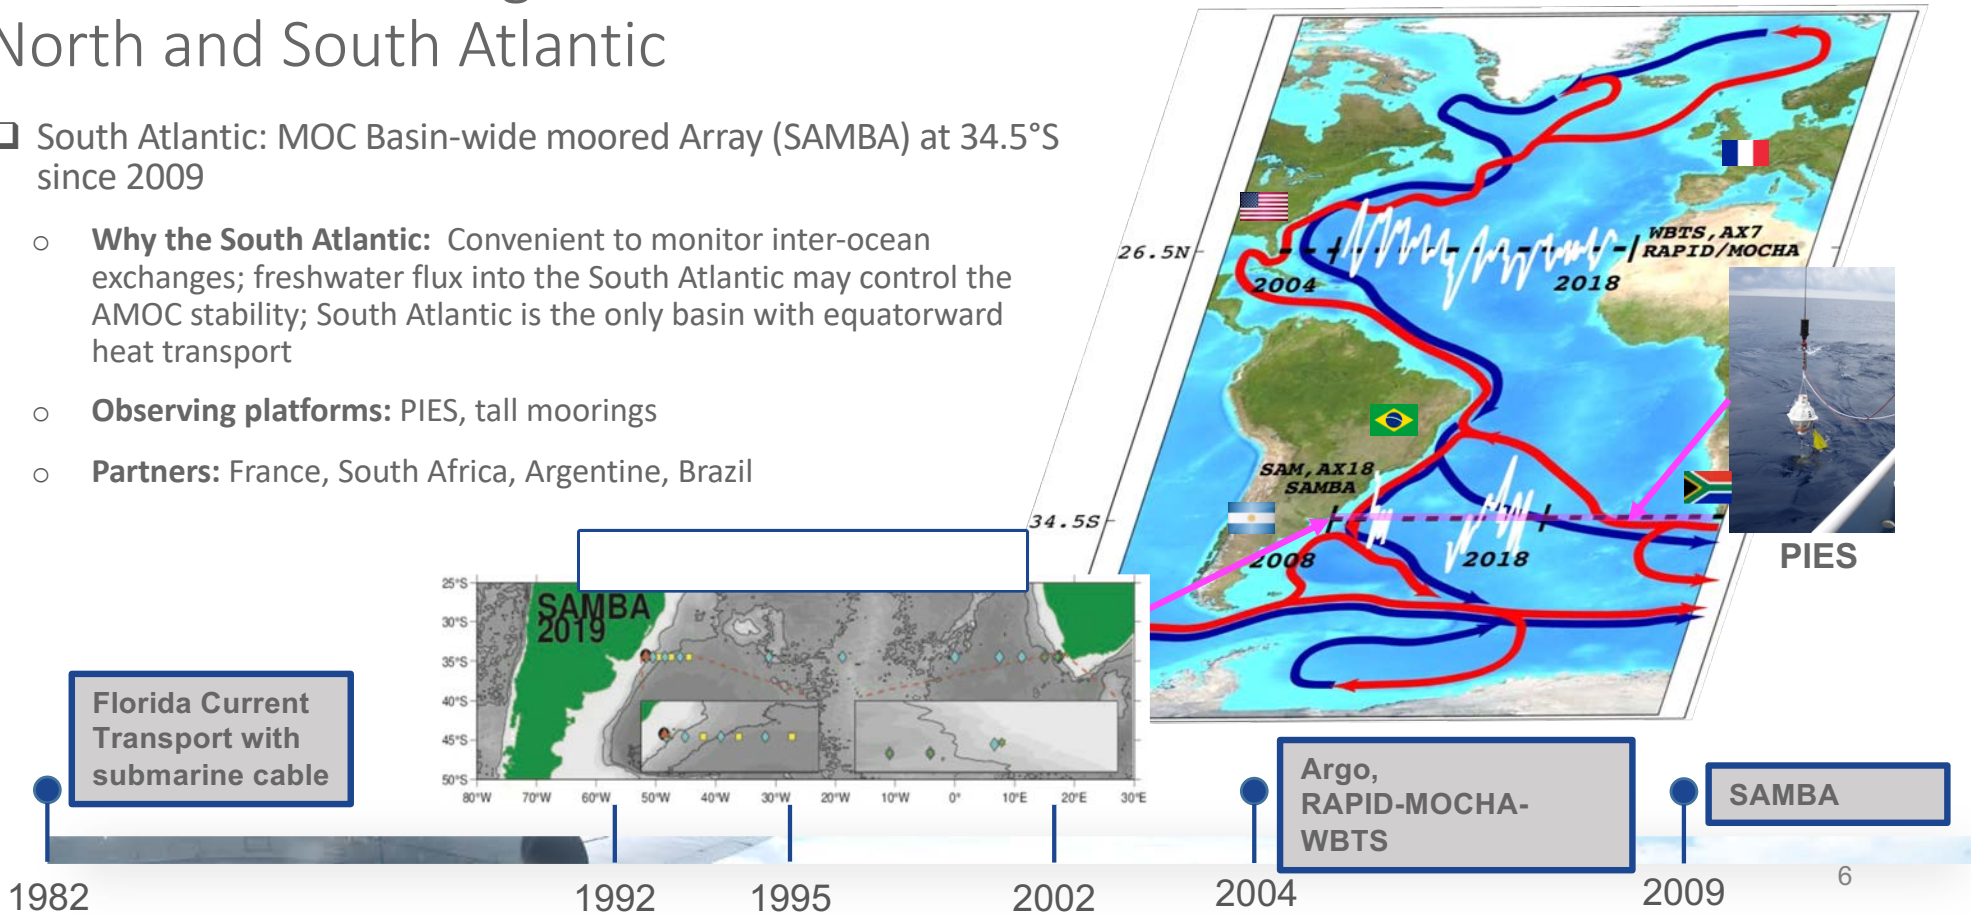 North and South Atlantic
South Atlantic: MOC Basin-wide moored Array (SAMBA) at 34.5°S
since 2009
o Why the South Atlantic: Convenient to monitor inter-ocean
exchanges; freshwater flux into the South Atlantic may control the
AMOC stability; South Atlantic is the only basin with equatorward
heat transport
o Observing platforms: PIES, tall moorings
o Partners: France, South Africa, Argentine, Brazil
26.5N
WBTS,AX7
RAPID/MOCHA
2004
2018
SAM,AX18
SAMBA
34.5S
2008
2018
PIES
SAMBA
2019
25°S
30°S
35°S
40°S
45°S
50°S
80°W 70°W 60°W 50°W 40°W 30°W 20°W 10°W 0° 10°E 20°E 30°E
Florida Current
Transport with
submarine cable
Argo,
RAPID-MOCHA-
WBTS
SAMBA
1982
1992
1995
2002
2004
2009
6